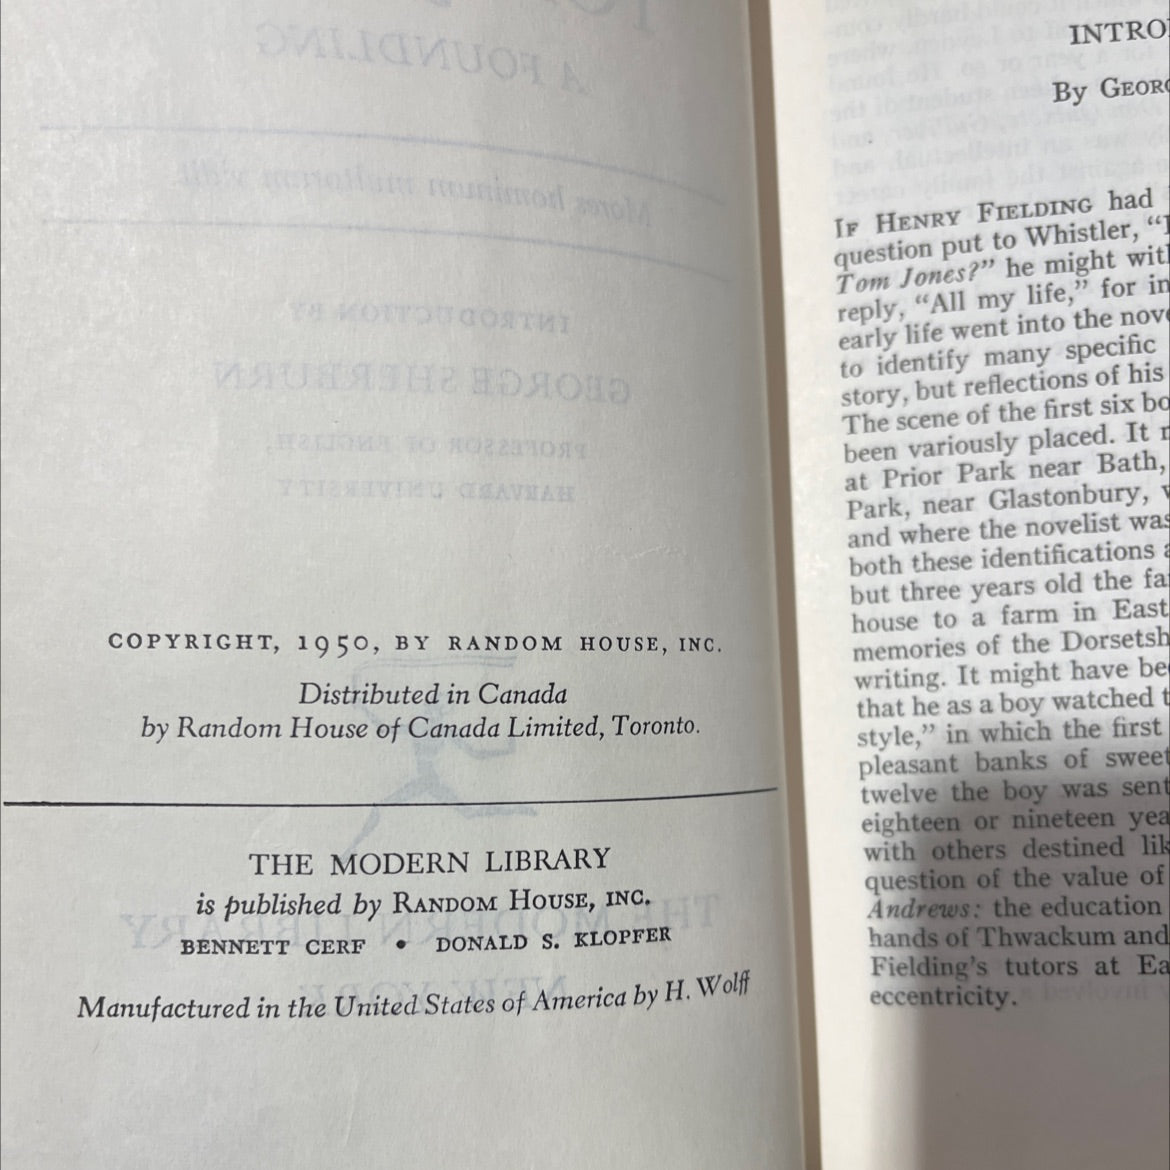 COPYRIGHT, 1950, BY RANDOM HOUSE, INC.
Distributed in Canada
by Random House of Canada Limited, Toronto.
THE MODERN LIBRARY
is published by RANDOM HOUSE, INC.
BENNETT CERF • DONALD S. KLOPFER
Manufactured in the United States of America by H. Wolff
INTRO
By GEORG
IF HENRY FIELDING had
question put to Whistler, “
Tom Jones?” he might with
reply, “All my life,” for in
early life went into the nove
to identify many specific
story, but reflections of his
The scene of the first six bo
been variously placed. It
at Prior Park near Bath,
Park, near Glastonbury,
and where the novelist was
both these identifications a
but three years old the fa
house to a farm in East
memories of the Dorsetsh
writing. It might have be
that he as a boy watched t
style,” in which the first
pleasant banks of sweet
twelve the boy was sent
eighteen or nineteen yea
with others destined lik
question of the value of
Andrews: the education
hands of Thwackum and
Fielding’s tutors at Ea
eccentricity.